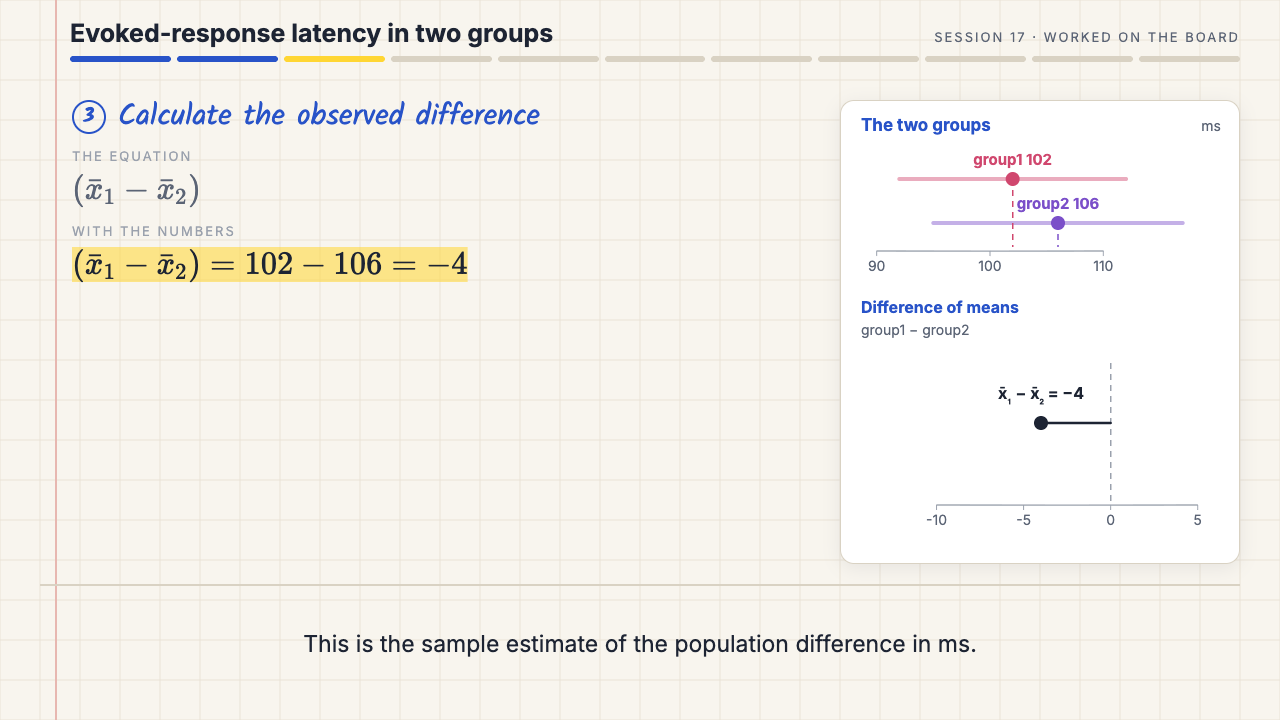 Evoked-response latency in two groups
SESSION 17 · WORKED ON THE BOARD
3 Calculate the observed difference
THE EQUATION
(x̄₁ − x̄₂)
WITH THE NUMBERS
(x̄₁ − x̄₂) = 102 − 106 = −4
The two groups ms
group1 102
group2 106
90 100 110
Difference of means
group1 − group2
x̄₁ − x̄₂ = −4
-10 -5 0 5
This is the sample estimate of the population difference in ms.